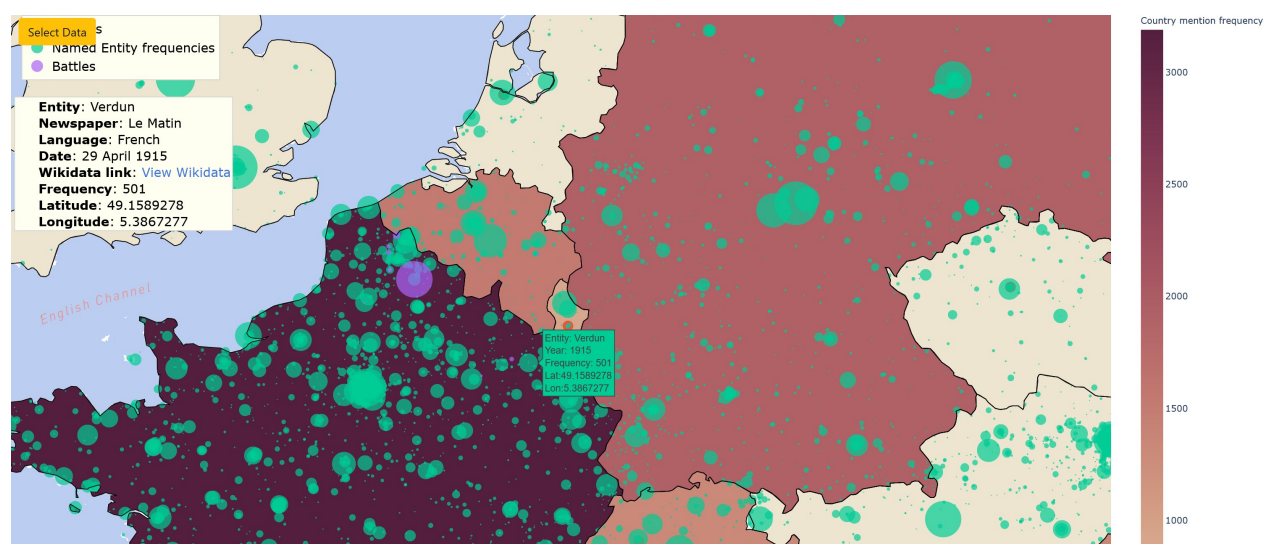 Country mention frequency
Select Data
s
Named Entity frequencies
Battles
Entity: Verdun
Newspaper: Le Matin
Language: French
Date: 29 April 1915
Wikidata link: View Wikidata
Frequency: 501
Latitude: 49.1589278
Longitude: 5.3867277
English Channel
Entity: Verdun
Year: 1915
Frequency: 501
Lat:49.1589278
Lon:5.3867277
3000
2500
2000
1500
1000